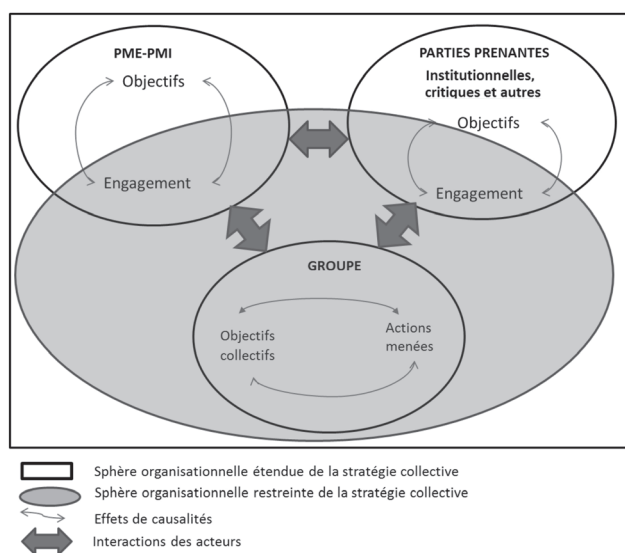 PME-PMI
Objectifs
Engagement
PARTIES PRENANTES
Institutionnelles,
critiques et autres
Objectifs
Engagement
GROUPE
Objectifs
collectifs
Actions
menées
Sphère organisationnelle étendue de la stratégie collective
Sphère organisationnelle restreinte de la stratégie collective
Effets de causalités
Interactions des acteurs